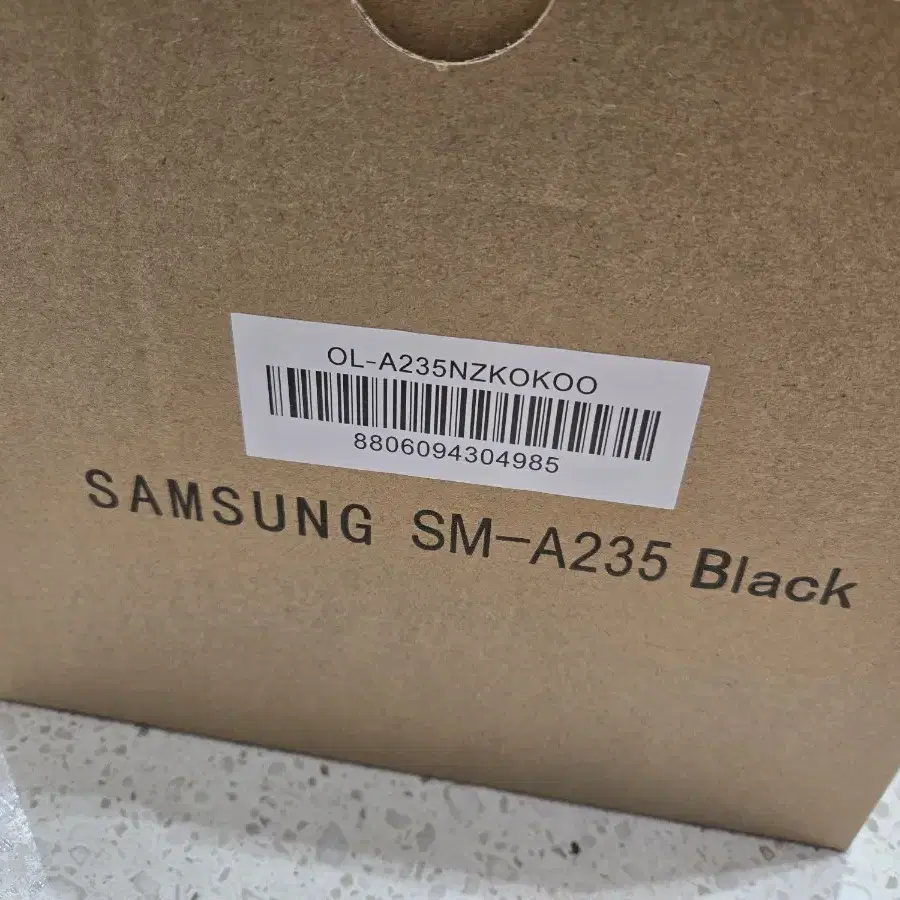 OL-A235NZKOKOO
8806094304985
SAMSUNG SM-A235 Black